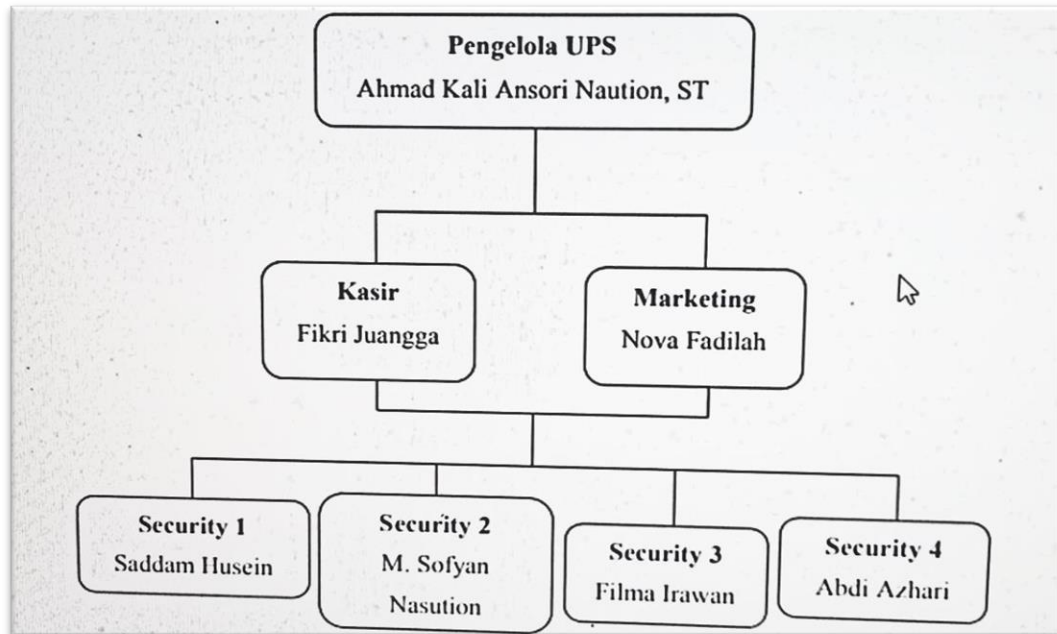 Pengelola UPS
Ahmad Kali Ansori Naution, ST
Kasir
Fikri Juangga
Marketing
Nova Fadilah
Security 1
Saddam Husein
Security 2
M. Sofyan
Nasution
Security 3
Filma Irawan
Security 4
Abdi Azhari